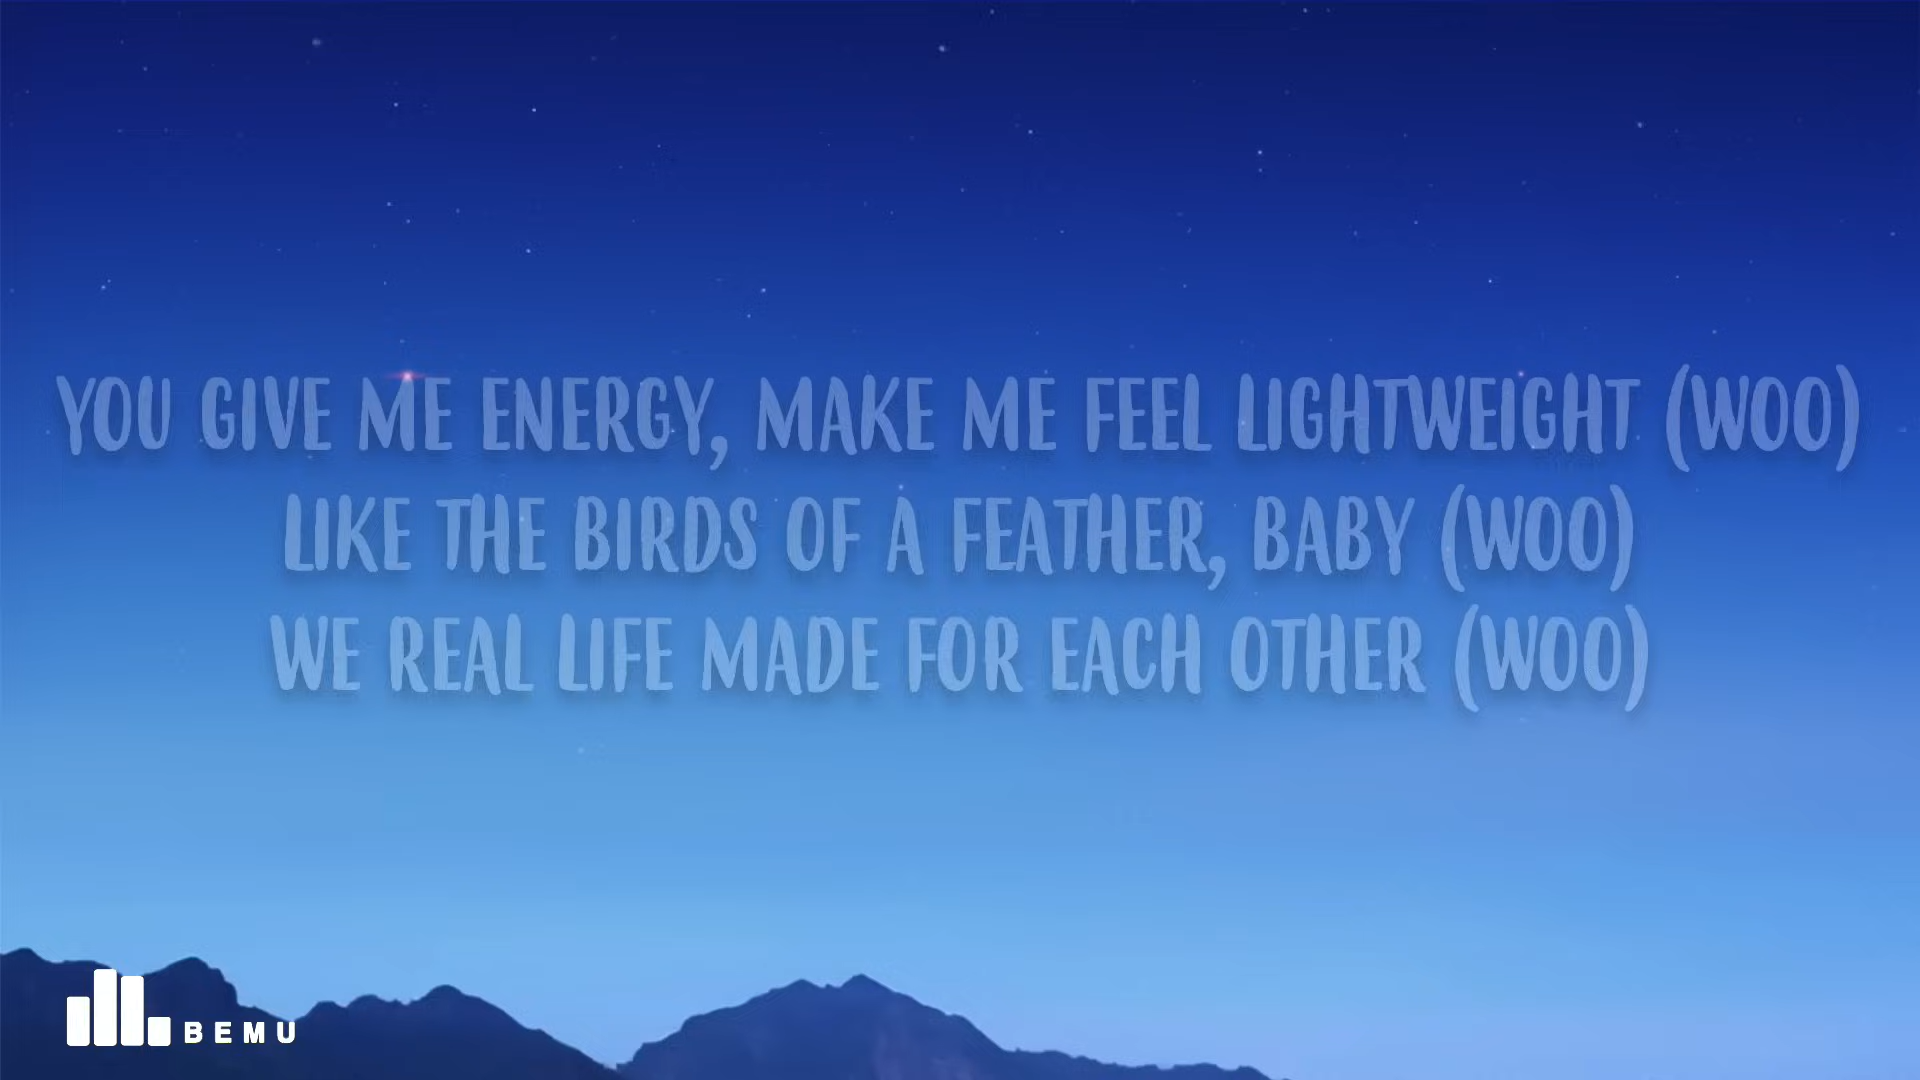 YOU GIVE ME ENERGY, MAKE ME FEEL LIGHTWEIGHT (WOO)
LIKE THE BIRDS OF A FEATHER, BABY (WOO)
WE REAL LIFE MADE FOR EACH OTHER (WOO)
BEMU